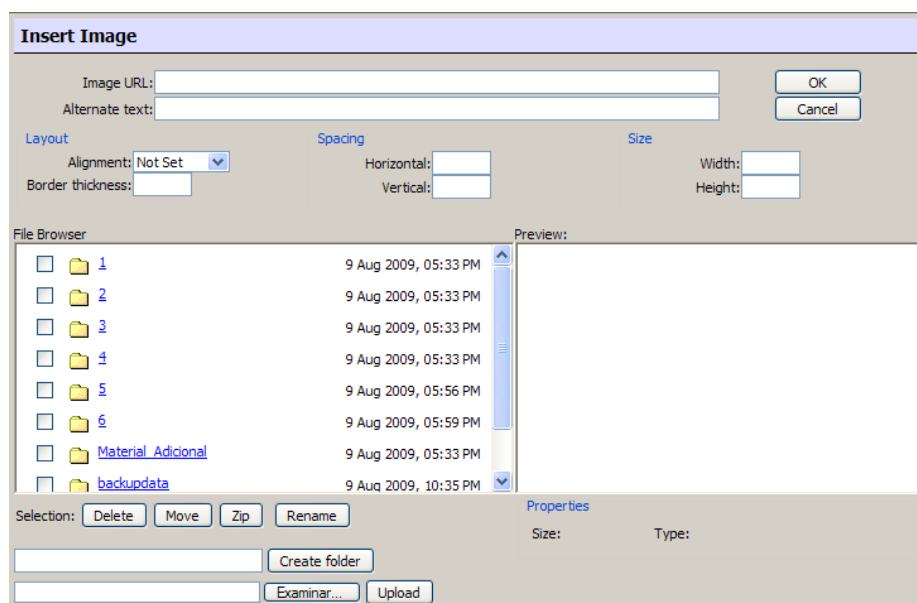 Insert Image
Image URL: OK
Alternate text: Cancel
Layout Spacing Size
Alignment: Not Set Horizontal: Width:
Border thickness: Vertical: Height:
File Browser Preview:
1 9 Aug 2009, 05:33 PM
2 9 Aug 2009, 05:33 PM
3 9 Aug 2009, 05:33 PM
4 9 Aug 2009, 05:33 PM
5 9 Aug 2009, 05:56 PM
6 9 Aug 2009, 05:59 PM
Material_Adicional 9 Aug 2009, 05:33 PM
backupdata 9 Aug 2009, 10:35 PM
Selection: Delete Move Zip Rename Properties
Size: Type:
Create folder
Examinar... Upload